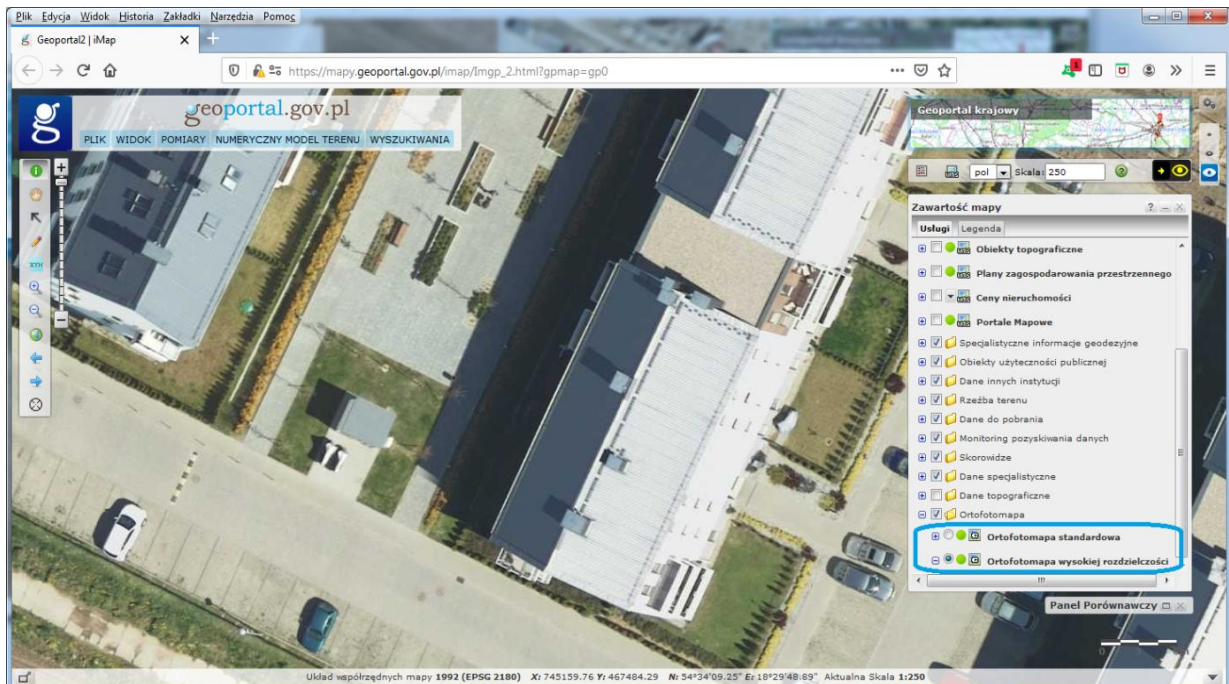 Plik Edycja Widok Historia Zakładki Narzędzia Pomoc
Geoportal2 | iMap
https://mapy.geoportal.gov.pl/imap/Imgp_2.html?gpmap=gp0
geoportal.gov.pl
PLIK WIDOK POMIARY NUMERYCZNY MODEL TERENU WYSZUKIWANIA
Geoportal krajowy
pol Skala: 250
Zawartość mapy
Usługi Legenda
Obiekty topograficzne
Plany zagospodarowania przestrzennego
Ceny nieruchomości
Portale Mapowe
Specjalistyczne informacje geodezyjne
Obiekty użyteczności publicznej
Dane innych instytucji
Rzeźba terenu
Dane do pobrania
Monitoring pozyskiwania danych
Skorowidze
Dane specjalistyczne
Dane topograficzne
Ortofotomapa
Ortofotomapa standardowa
Ortofotomapa wysokiej rozdzielczości
Panel Porównawczy
Układ współrzędnych mapy 1992 (EPSG 2180) X: 745159.76 Y: 467484.29 N: 54°34'09.25" E: 18°29'48.89" Aktualna Skala 1:250